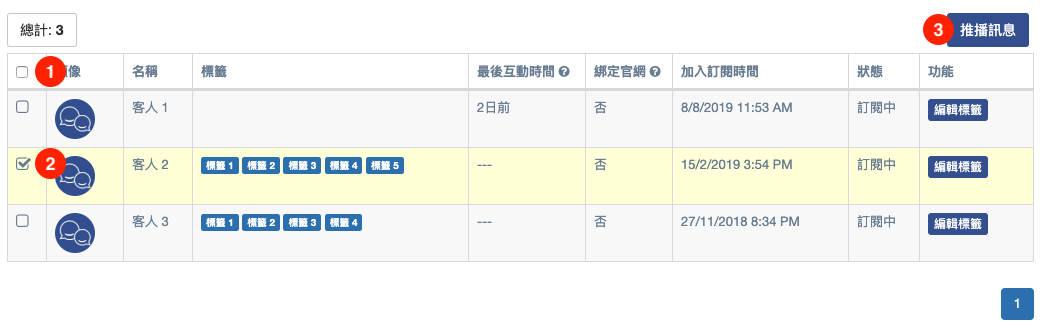 總計: 3
3 推播訊息
1 像 名稱 標籤 最後互動時間 綁定官網 加入訂閱時間 狀態 功能
客人 1 2日前 否 8/8/2019 11:53 AM 訂閱中 編輯標籤
2 客人 2 標籤 1 標籤 2 標籤 3 標籤 4 標籤 5 --- 否 15/2/2019 3:54 PM 訂閱中 編輯標籤
客人 3 標籤 1 標籤 2 標籤 3 標籤 4 --- 否 27/11/2018 8:34 PM 訂閱中 編輯標籤
1